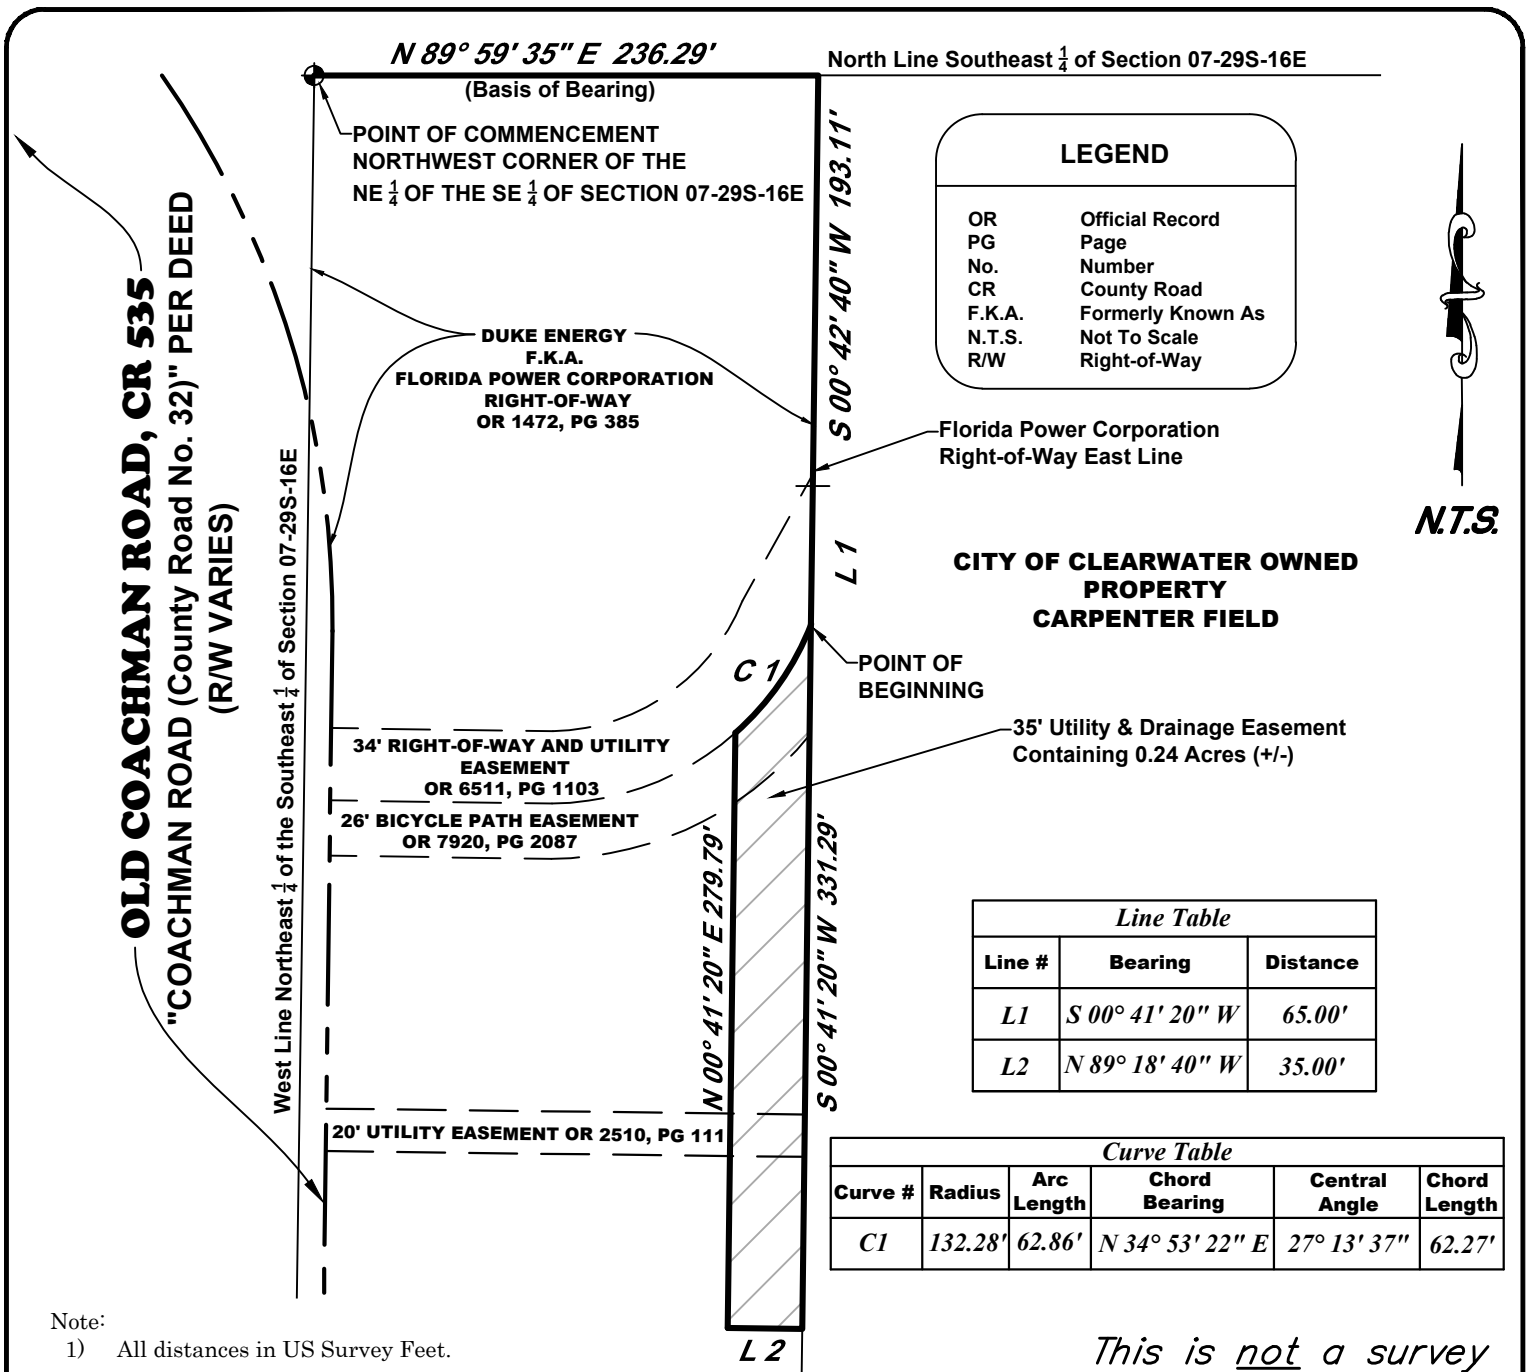 N 89° 59' 35" E 236.29'
(Basis of Bearing)
North Line Southeast 1/4 of Section 07-29S-16E
POINT OF COMMENCEMENT
NORTHWEST CORNER OF THE
NE 1/4 OF THE SE 1/4 OF SECTION 07-29S-16E
S 00° 42' 40" W 193.11'
LEGEND
OR Official Record
PG Page
No. Number
CR County Road
F.K.A. Formerly Known As
N.T.S. Not To Scale
R/W Right-of-Way
N.T.S.
OLD COACHMAN ROAD, CR 535
"COACHMAN ROAD (County Road No. 32)" PER DEED
(R/W VARIES)
West Line Northeast 1/4 of the Southeast 1/4 of Section 07-29S-16E
DUKE ENERGY
F.K.A.
FLORIDA POWER CORPORATION
RIGHT-OF-WAY
OR 1472, PG 385
Florida Power Corporation
Right-of-Way East Line
L 1
CITY OF CLEARWATER OWNED
PROPERTY
CARPENTER FIELD
C 1
POINT OF
BEGINNING
35' Utility & Drainage Easement
Containing 0.24 Acres (+/-)
34' RIGHT-OF-WAY AND UTILITY
EASEMENT
OR 6511, PG 1103
26' BICYCLE PATH EASEMENT
OR 7920, PG 2087
N 00° 41' 20" E 279.79'
S 00° 41' 20" W 331.29'
20' UTILITY EASEMENT OR 2510, PG 111
Line Table
Line # Bearing Distance
L1 S 00° 41' 20" W 65.00'
L2 N 89° 18' 40" W 35.00'
Curve Table
Curve # Radius Arc Length Chord Bearing Central Angle Chord Length
C1 132.28' 62.86' N 34° 53' 22" E 27° 13' 37" 62.27'
Note:
1) All distances in US Survey Feet.
L 2
This is not a survey